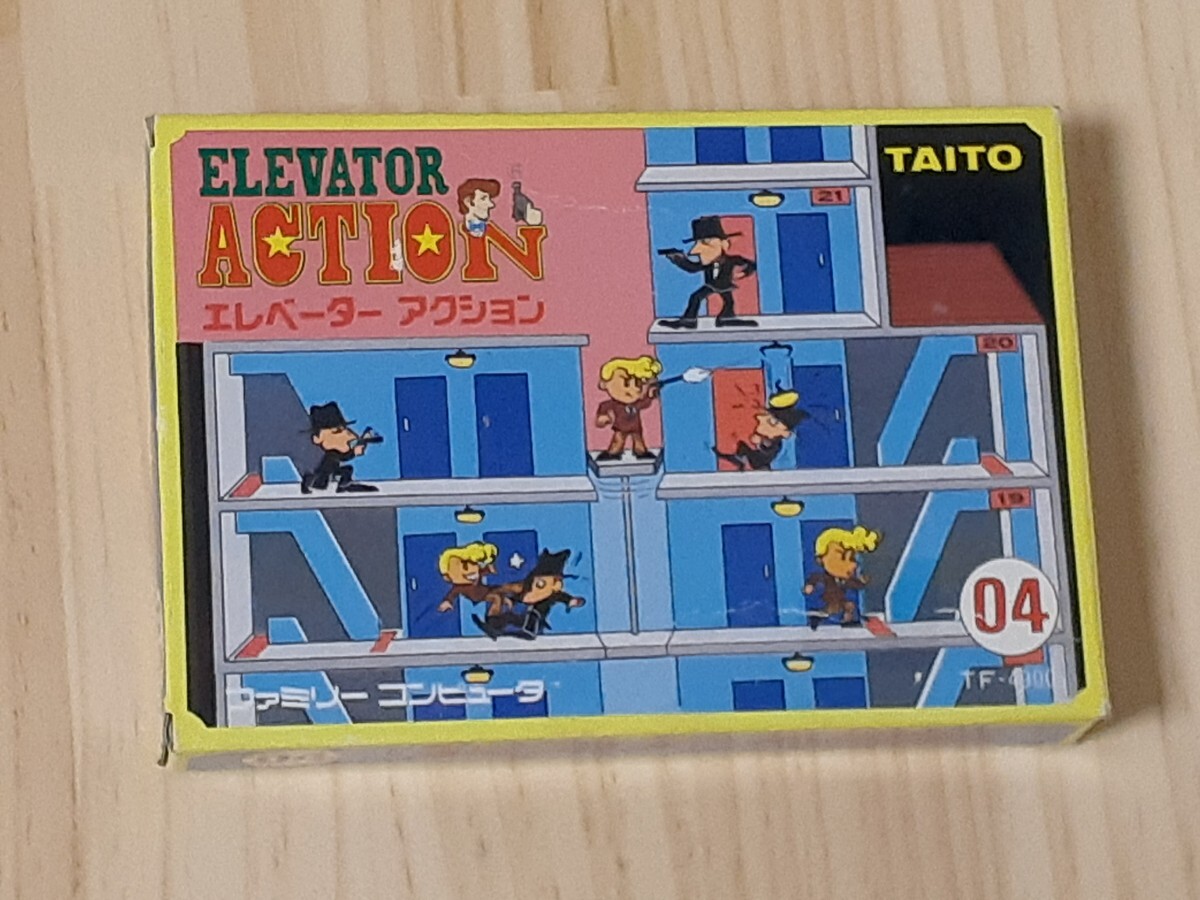 ELEVATOR
ACTION
エレベーター アクション
TAITO
21
20
19
04
ファミリー コンピュータ